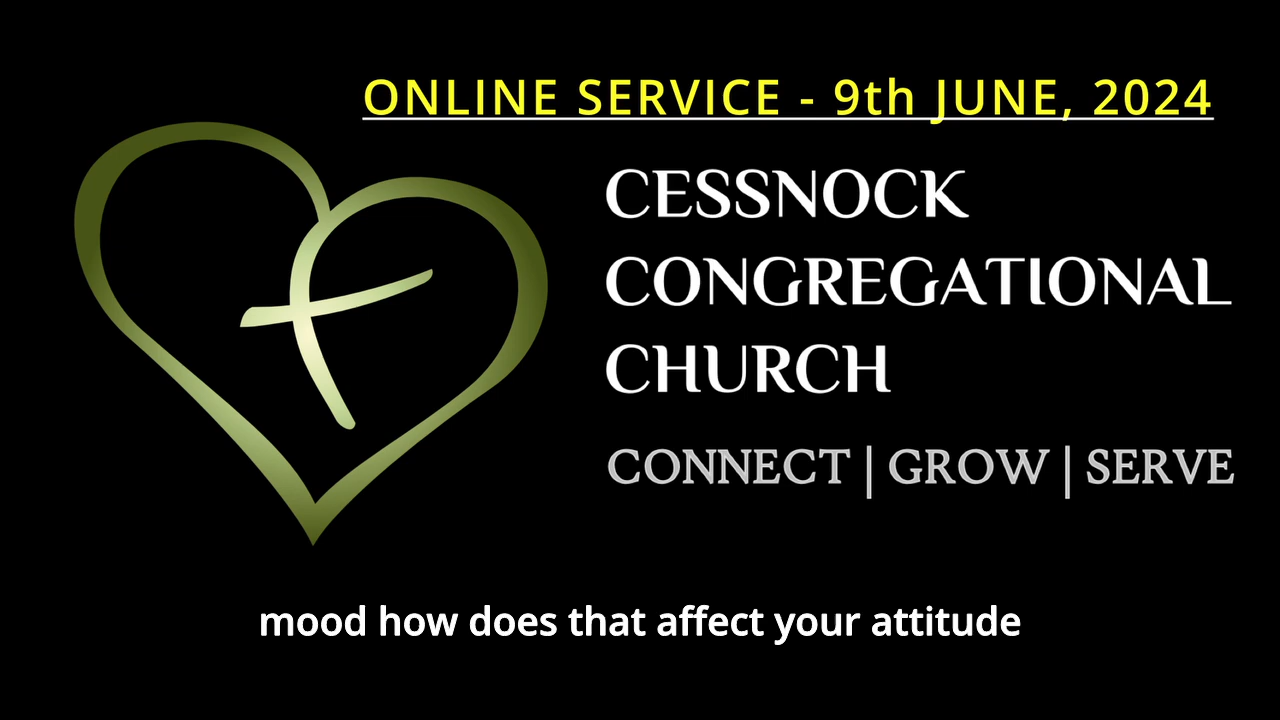 ONLINE SERVICE - 9th JUNE, 2024
CESSNOCK
CONGREGATIONAL
CHURCH
CONNECT | GROW | SERVE
mood how does that affect your attitude